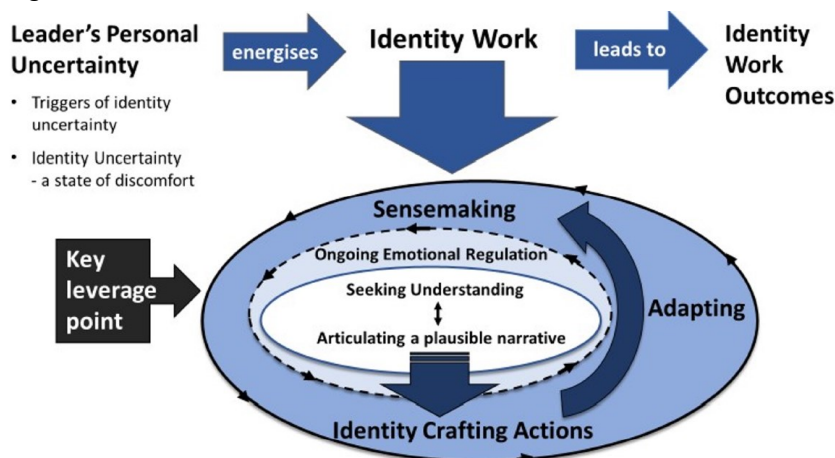 Leader's Personal
Uncertainty
• Triggers of identity
uncertainty
• Identity Uncertainty
- a state of discomfort
energises
Identity Work
leads to
Identity
Work
Outcomes
Key
leverage
point
Sensemaking
Ongoing Emotional Regulation
Seeking Understanding
Articulating a plausible narrative
Adapting
Identity Crafting Actions